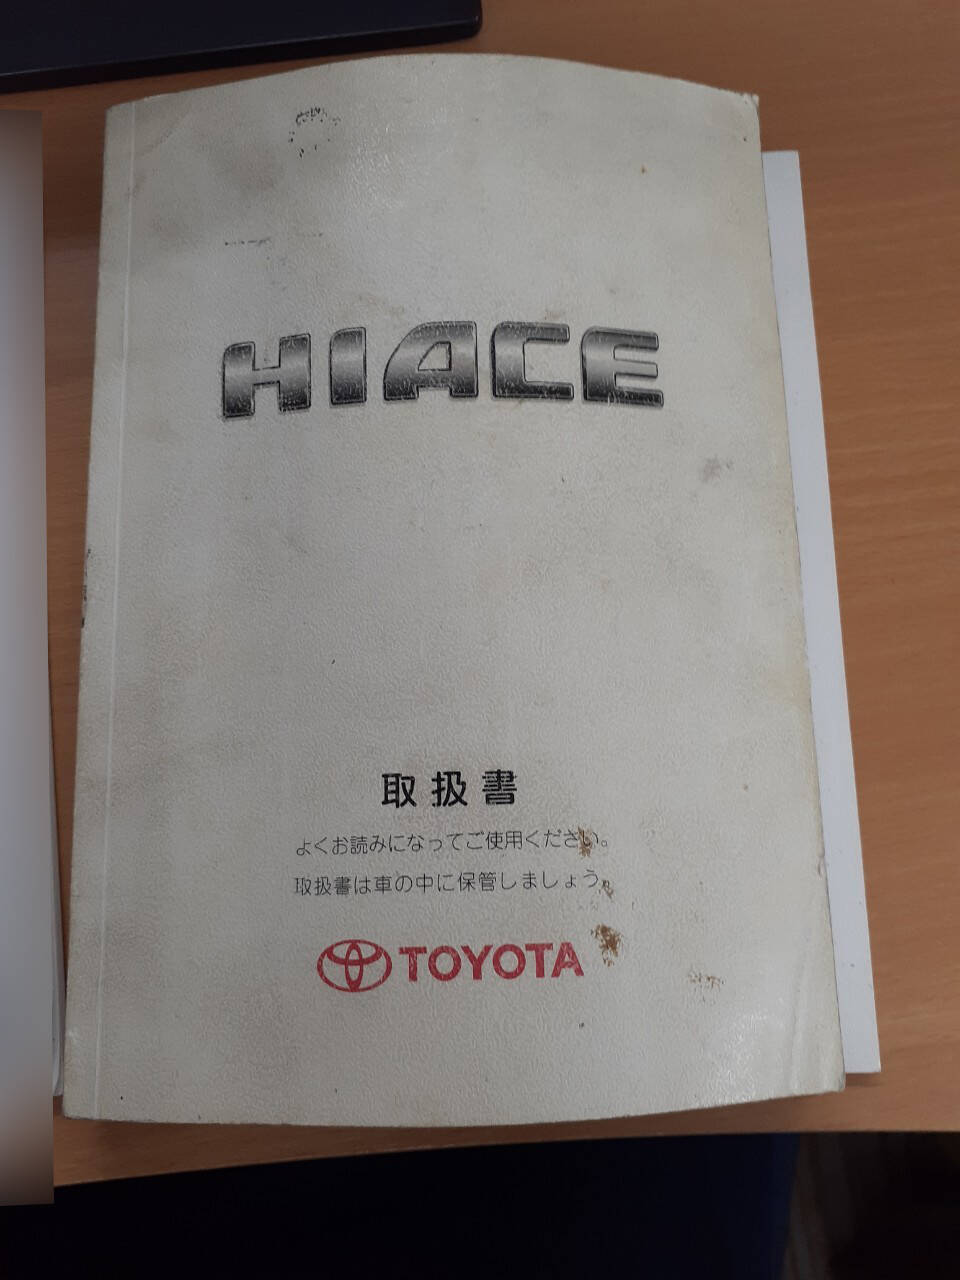 HIACE
取扱書
よくお読みになってご使用ください。
取扱書は車の中に保管しましょう。
TOYOTA